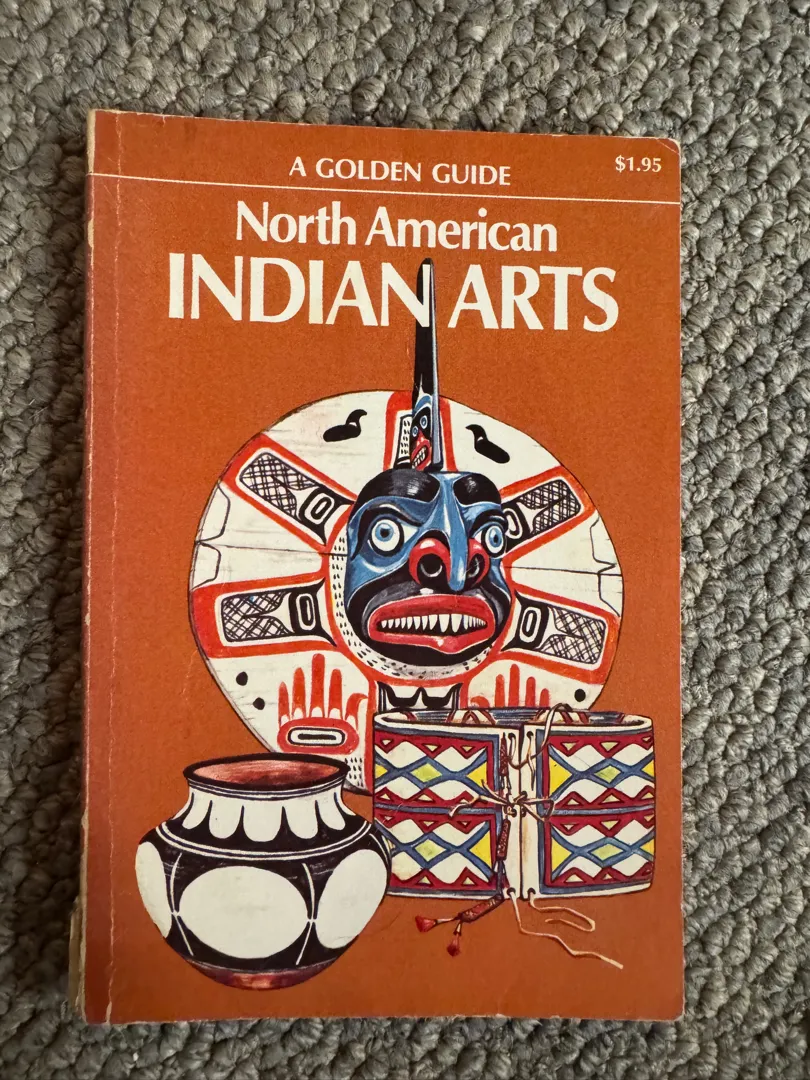 A GOLDEN GUIDE
$1.95
North American
INDIAN ARTS